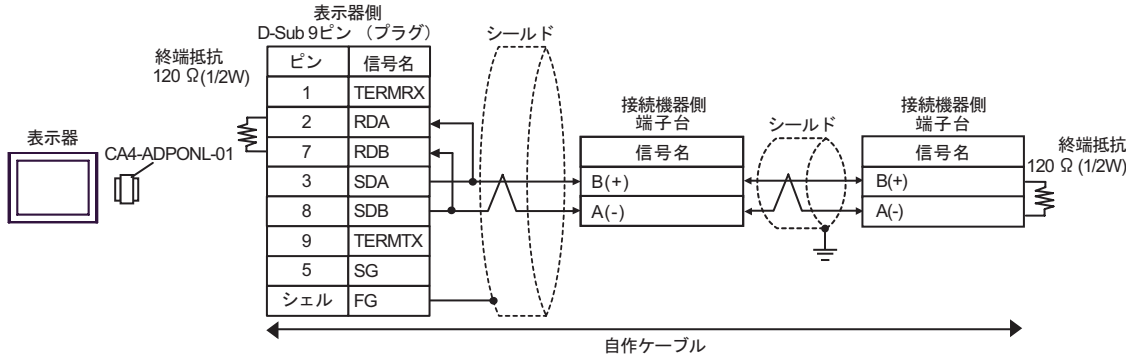 表示器側
D-Sub 9ピン （プラグ）
シールド
終端抵抗
120 Ω(1/2W)
ピン 信号名
1 TERMRX
2 RDA
7 RDB
3 SDA
8 SDB
9 TERMTX
5 SG
シェル FG
表示器
CA4-ADPONL-01
接続機器側
端子台
信号名
B(+)
A(-)
シールド
接続機器側
端子台
信号名
B(+)
A(-)
終端抵抗
120 Ω (1/2W)
自作ケーブル